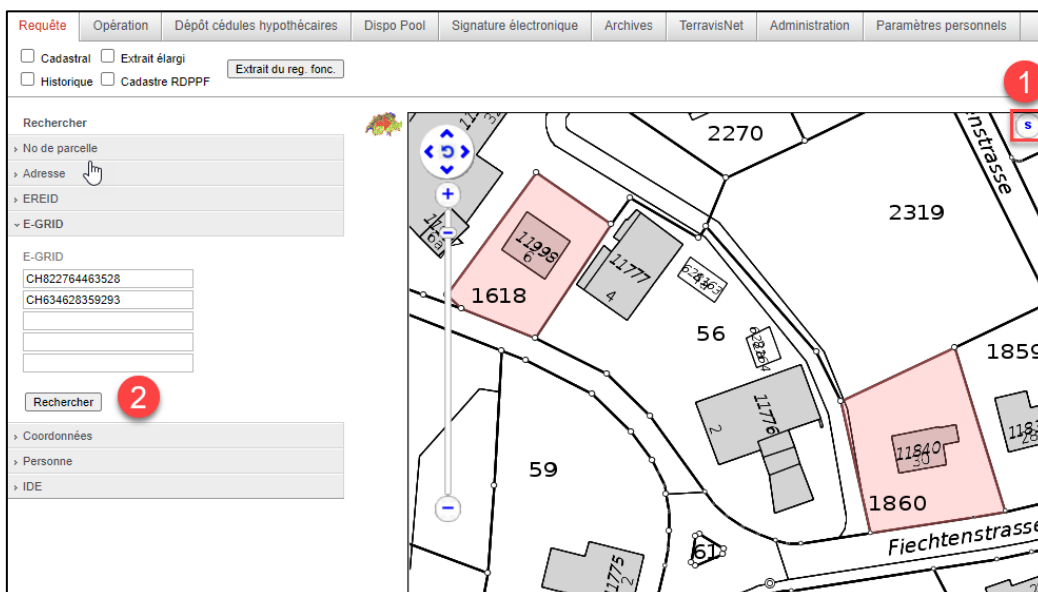 Requête Opération Dépôt cédules hypothécaires Dispo Pool Signature électronique Archives TerravisNet Administration Paramètres personnels
Cadastral Extrait élargi
Historique Cadastre RDPPF
Extrait du reg. fonc.
1
s
Rechercher
No de parcelle
Adresse
EREID
E-GRID
E-GRID
CH822764463528
CH634628359293
Rechercher
2
Coordonnées
Personne
IDE
2270
enstrasse
2319
11998
6
11777
4
1618
56
1859
11776
2
11840
30
1860
59
Fiechtenstrasse
61
11775
2